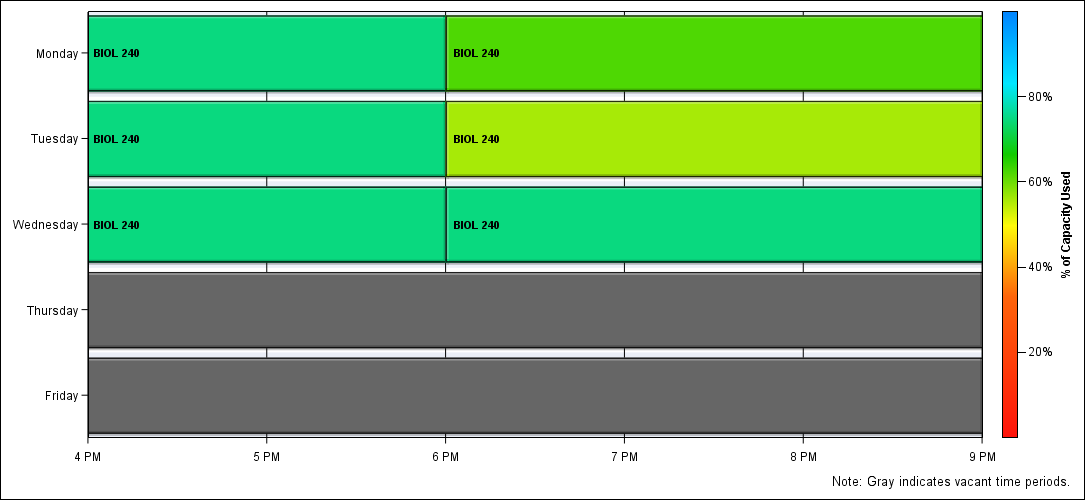 Monday
BIOL 240
BIOL 240
Tuesday
BIOL 240
BIOL 240
Wednesday
BIOL 240
BIOL 240
Thursday
Friday
4 PM
5 PM
6 PM
7 PM
8 PM
9 PM
80%
60%
40%
20%
% of Capacity Used
Note: Gray indicates vacant time periods.